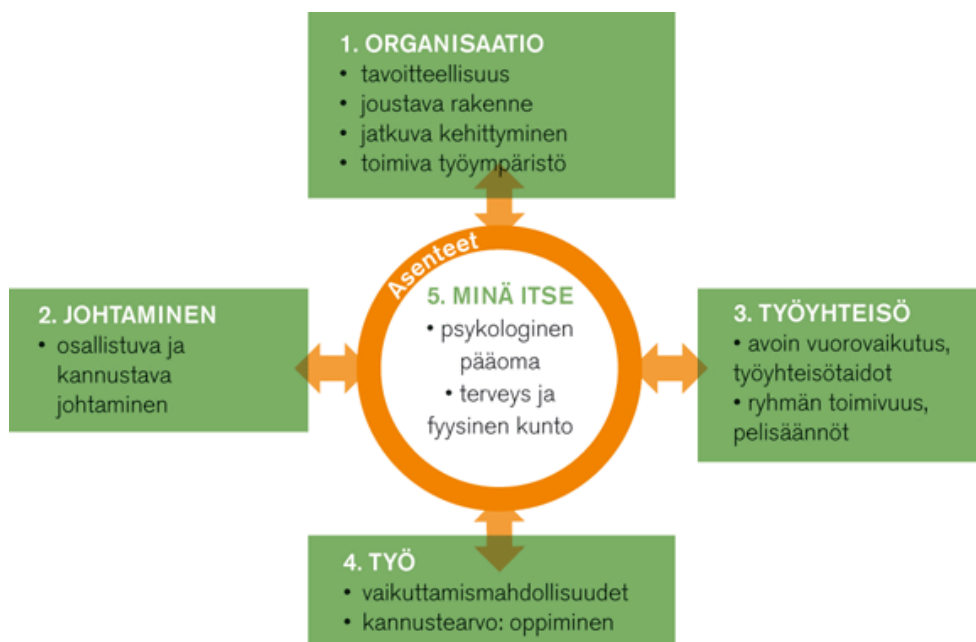 1. ORGANISAATIO
• tavoitteellisuus
• joustava rakenne
• jatkuva kehittyminen
• toimiva työympäristö
Asenteet
2. JOHTAMINEN
• osallistuva ja
kannustava
johtaminen
5. MINÄ ITSE
• psykologinen
pääoma
• terveys ja
fyysinen kunto
3. TYÖYHTEISÖ
• avoin vuorovaikutus,
työyhteisötaidot
• ryhmän toimivuus,
pelisäännöt
4. TYÖ
• vaikuttamismahdollisuudet
• kannustearvo: oppiminen